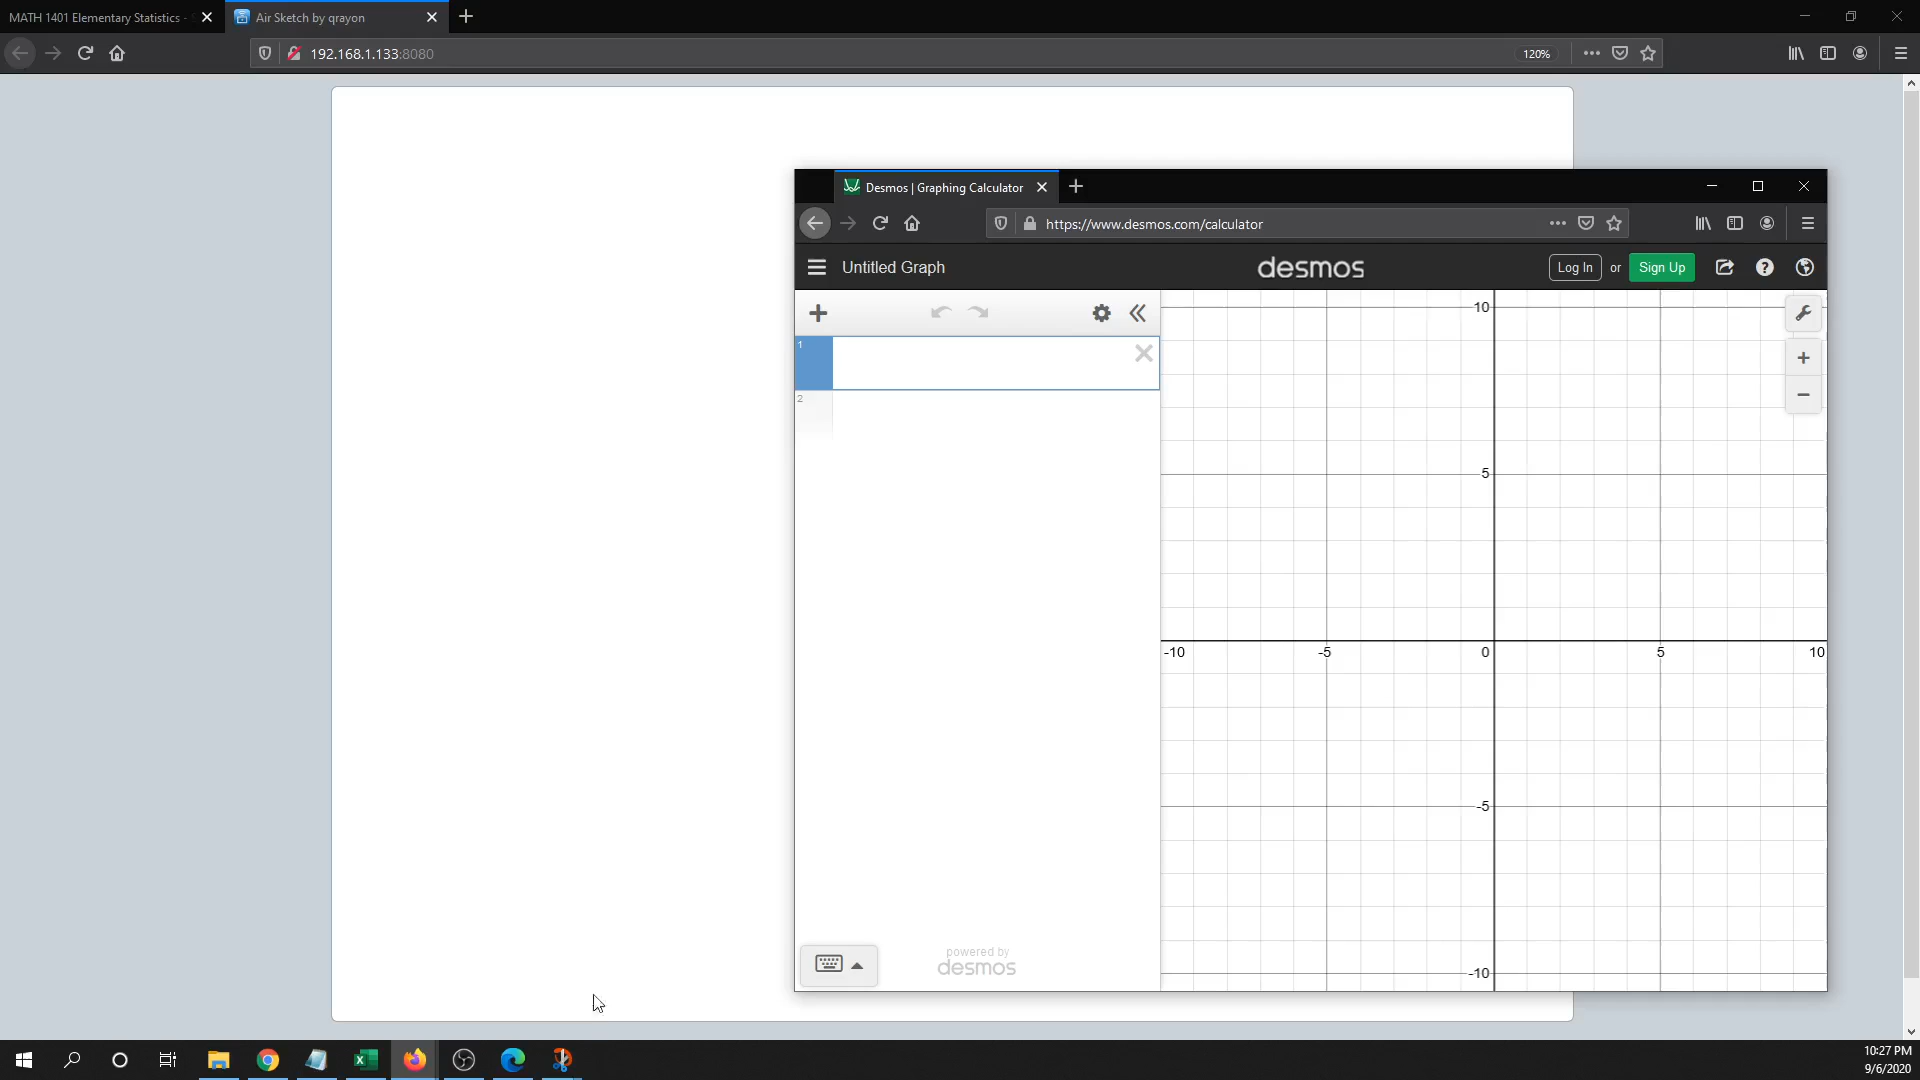 MATH 1401 Elementary Statistics -
Air Sketch by qrayon
192.168.1.133:8080
120%
Desmos | Graphing Calculator
https://www.desmos.com/calculator
Untitled Graph
desmos
Log In
or
Sign Up
1
2
10
5
-10
-5
0
5
10
-5
-10
powered by
desmos
10:27 PM
9/6/2020